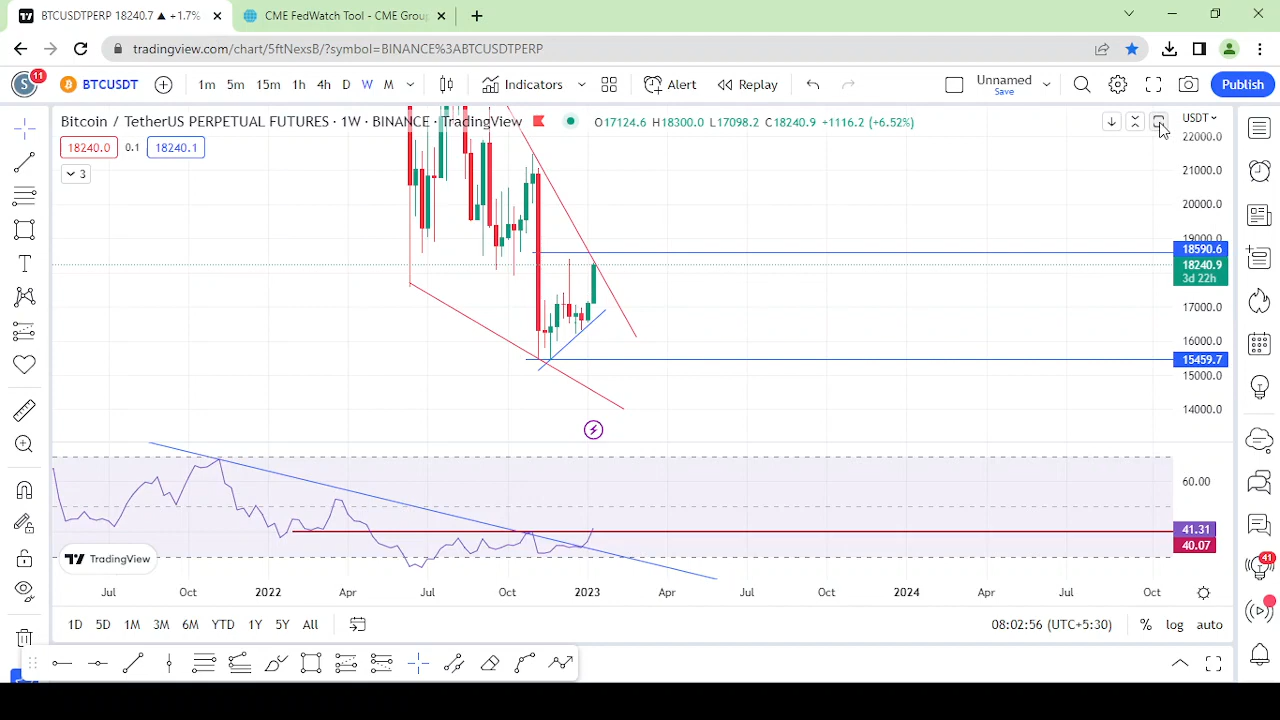 BTCUSDTPERP 18240.7 ▲ +1.7%
CME FedWatch Tool - CME Group
tradingview.com/chart/5ftNexsB/?symbol=BINANCE%3ABTCUSDTPERP
S 11 BTCUSDT 1m 5m 15m 1h 4h D W M Indicators Alert Replay Unnamed Save Publish
Bitcoin / TetherUS PERPETUAL FUTURES · 1W · BINANCE · TradingView O17124.6 H18300.0 L17098.2 C18240.9 +1116.2 (+6.52%)
USDT
18240.0 0.1 18240.1
3
22000.0
21000.0
20000.0
19000.0
18590.6
18240.9
3d 22h
17000.0
16000.0
15459.7
15000.0
14000.0
60.00
41.31
40.07
41
TradingView
Jul Oct 2022 Apr Jul Oct 2023 Apr Jul Oct 2024 Apr Jul Oct
1D 5D 1M 3M 6M YTD 1Y 5Y All 08:02:56 (UTC+5:30) % log auto